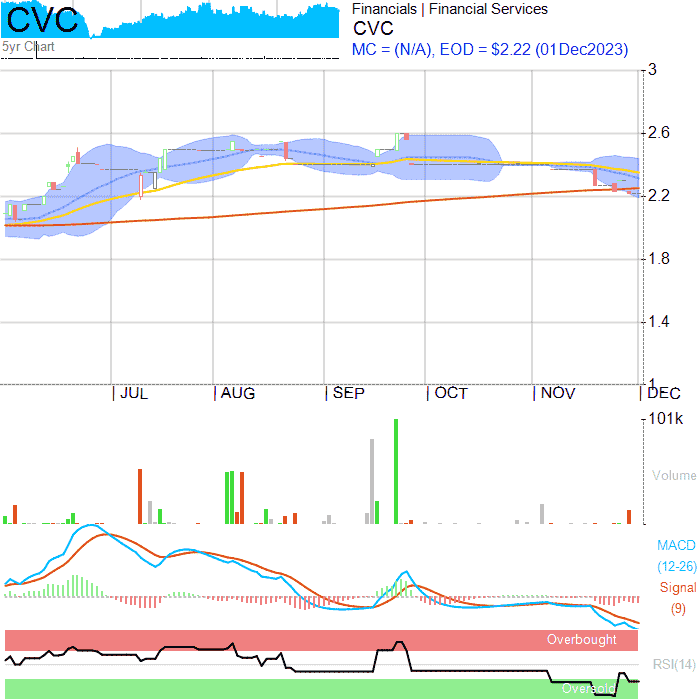 CVC
5yr Chart
Financials | Financial Services
CVC
MC = (N/A), EOD = $2.22 (01Dec2023)
3
2.6
2.2
1.8
1.4
1
JUL AUG SEP OCT NOV DEC
101k
Volume
MACD
(12-26)
Signal
(9)
Overbought
RSI(14)
Oversold